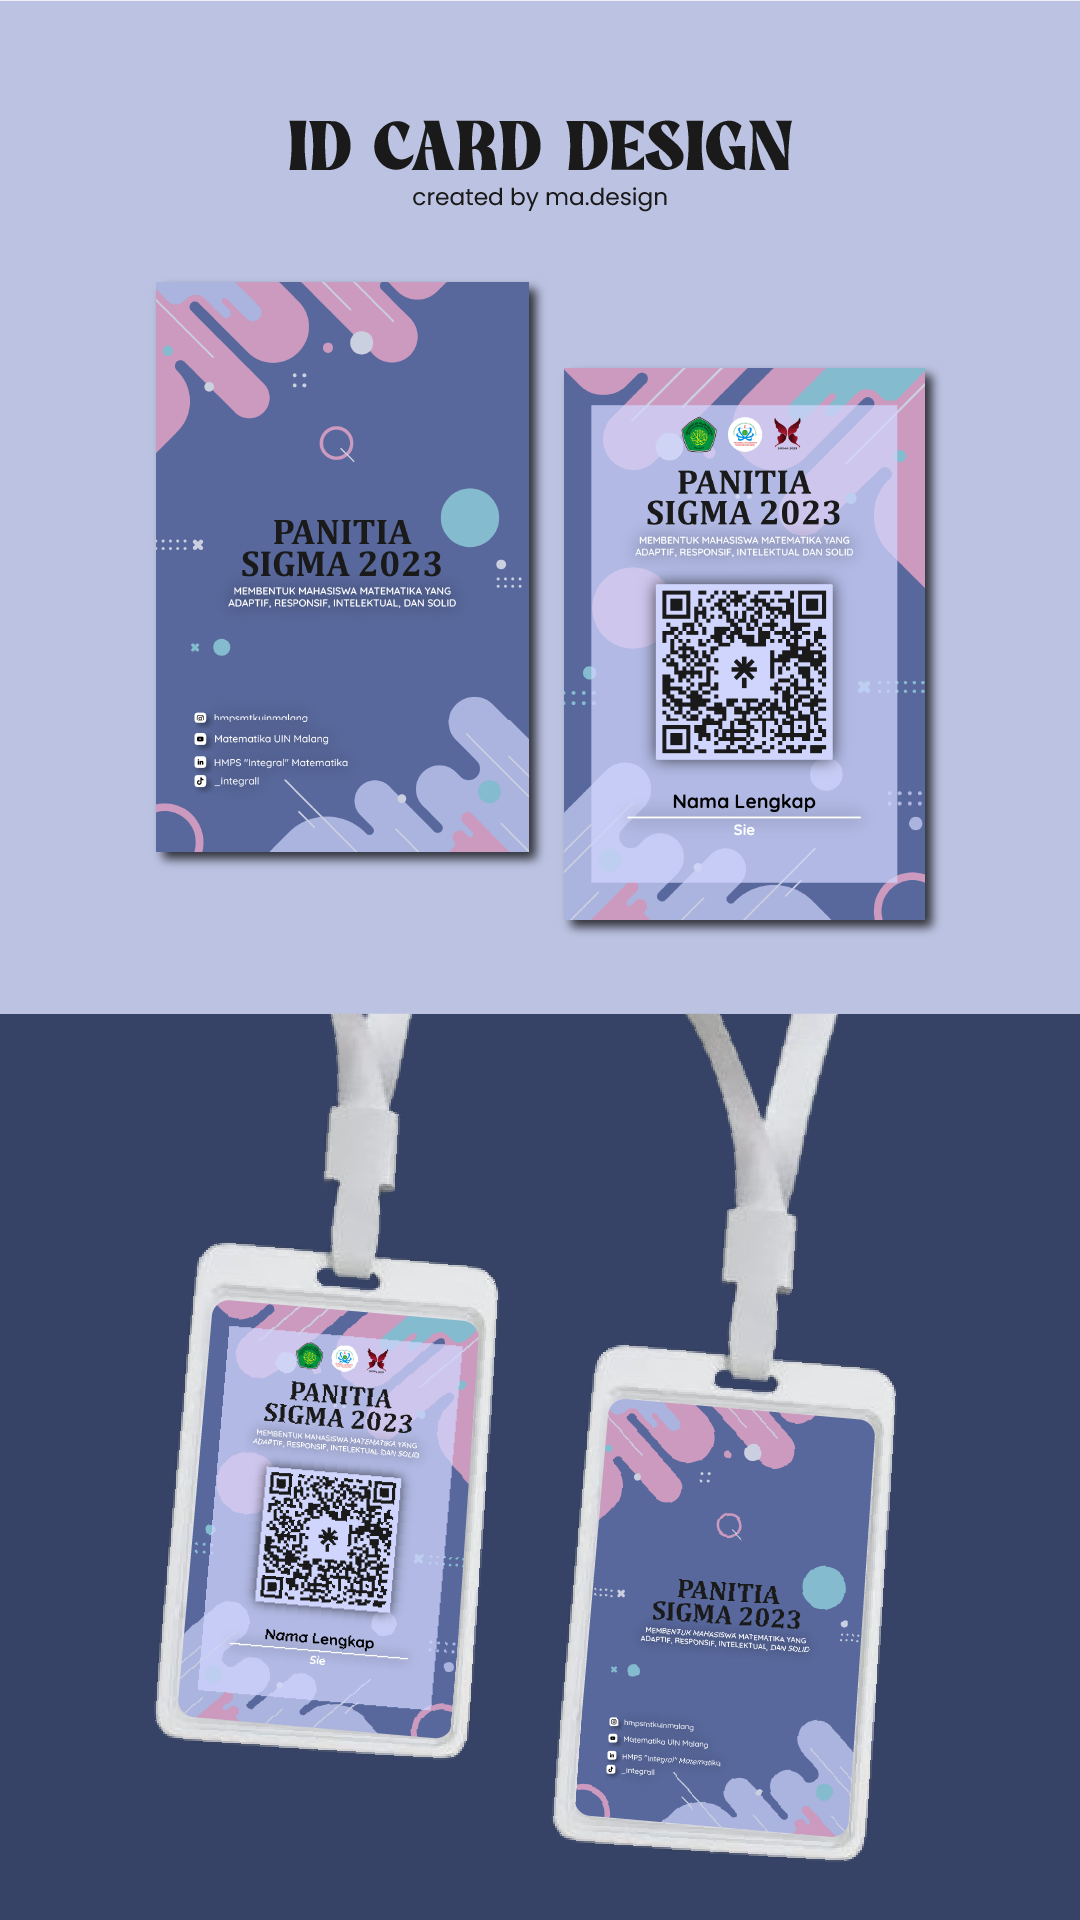 ID CARD DESIGN
created by ma.design
PANITIA
SIGMA 2023
MEMBENTUK MAHASISWA MATEMATIKA YANG
ADAPTIF, RESPONSIF, INTELEKTUAL, DAN SOLID
hmpsmtkuinmalang
Matematika UIN Malang
HMPS "Integral" Matematika
_integrall
PANITIA
SIGMA 2023
MEMBENTUK MAHASISWA MATEMATIKA YANG
ADAPTIF, RESPONSIF, INTELEKTUAL DAN SOLID
Nama Lengkap
Sie
PANITIA
SIGMA 2023
MEMBENTUK MAHASISWA MATEMATIKA YANG
ADAPTIF, RESPONSIF, INTELEKTUAL DAN SOLID
Nama Lengkap
Sie
PANITIA
SIGMA 2023
MEMBENTUK MAHASISWA MATEMATIKA YANG
ADAPTIF, RESPONSIF, INTELEKTUAL, DAN SOLID
hmpsmtkuinmalang
Matematika UIN Malang
HMPS "Integral" Matematika
_integrall